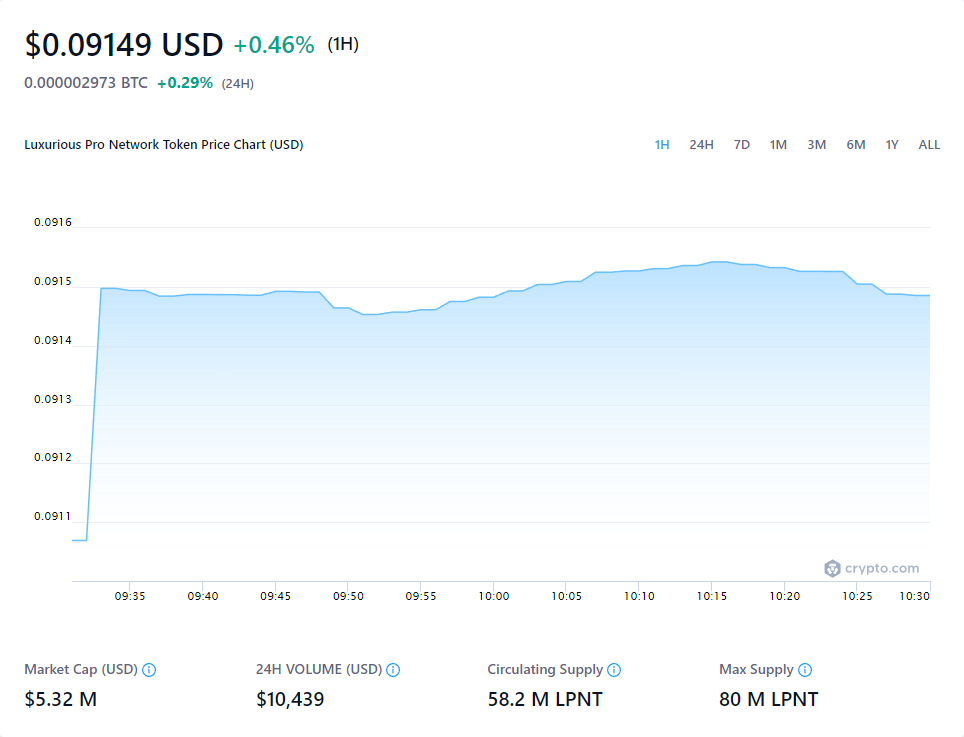 $0.09149 USD +0.46% (1H)
0.000002973 BTC +0.29% (24H)
Luxurious Pro Network Token Price Chart (USD) 1H 24H 7D 1M 3M 6M 1Y ALL
0.0916
0.0915
0.0914
0.0913
0.0912
0.0911
crypto.com
09:35 09:40 09:45 09:50 09:55 10:00 10:05 10:10 10:15 10:20 10:25 10:30
Market Cap (USD) 24H VOLUME (USD) Circulating Supply Max Supply
$5.32 M $10,439 58.2 M LPNT 80 M LPNT